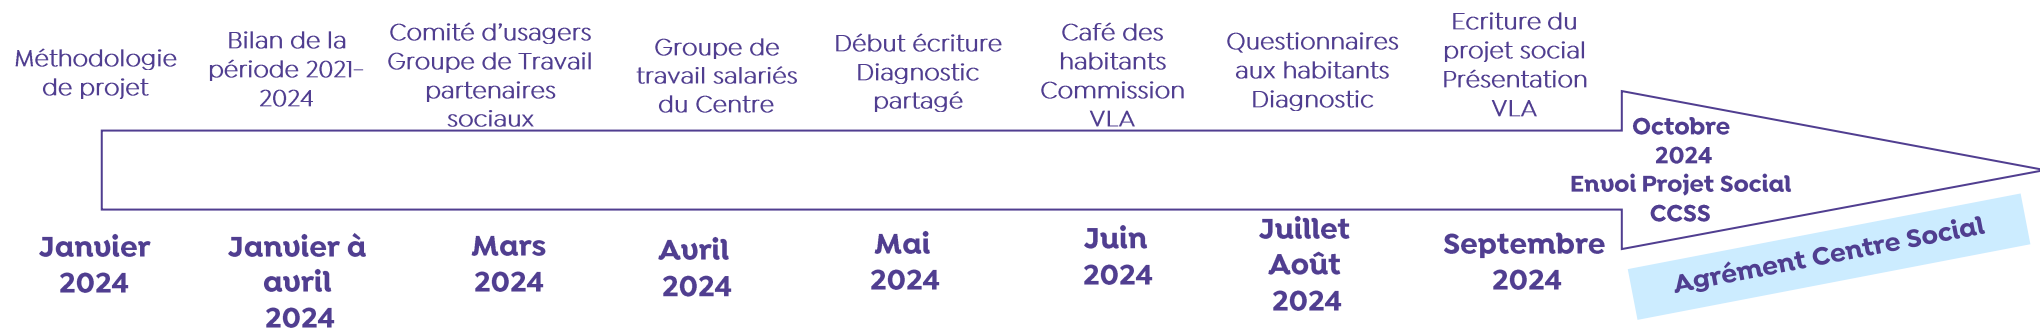 Méthodologie
de projet
Bilan de la
période 2021-
2024
Comité d'usagers
Groupe de Travail
partenaires
sociaux
Groupe de
travail salariés
du Centre
Début écriture
Diagnostic
partagé
Café des
habitants
Commission
VLA
Questionnaires
aux habitants
Diagnostic
Ecriture du
projet social
Présentation
VLA
Octobre
2024
Envoi Projet Social
CCSS
Janvier
2024
Janvier à
avril
2024
Mars
2024
Avril
2024
Mai
2024
Juin
2024
Juillet
Août
2024
Septembre
2024
Agrément Centre Social